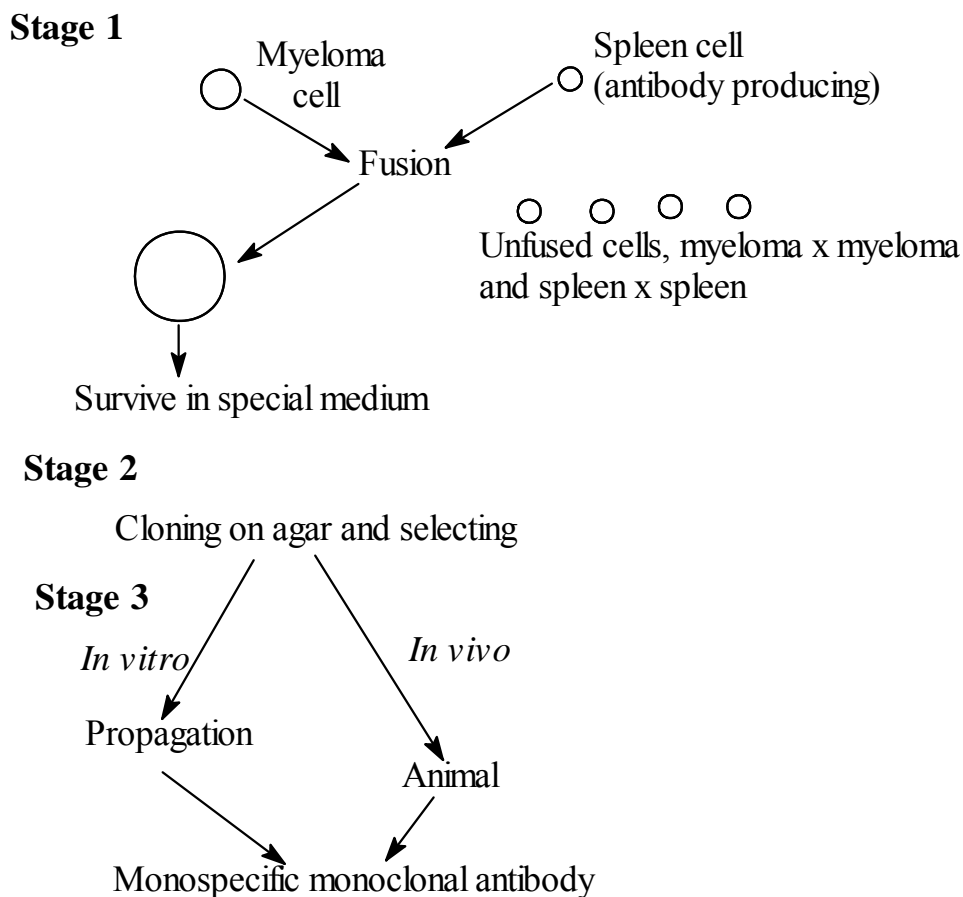 Stage 1
Myeloma
cell
Spleen cell
(antibody producing)
Fusion
Unfused cells, myeloma x myeloma
and spleen x spleen
Survive in special medium
Stage 2
Cloning on agar and selecting
Stage 3
In vitro
In vivo
Propagation
Animal
Monospecific monoclonal antibody